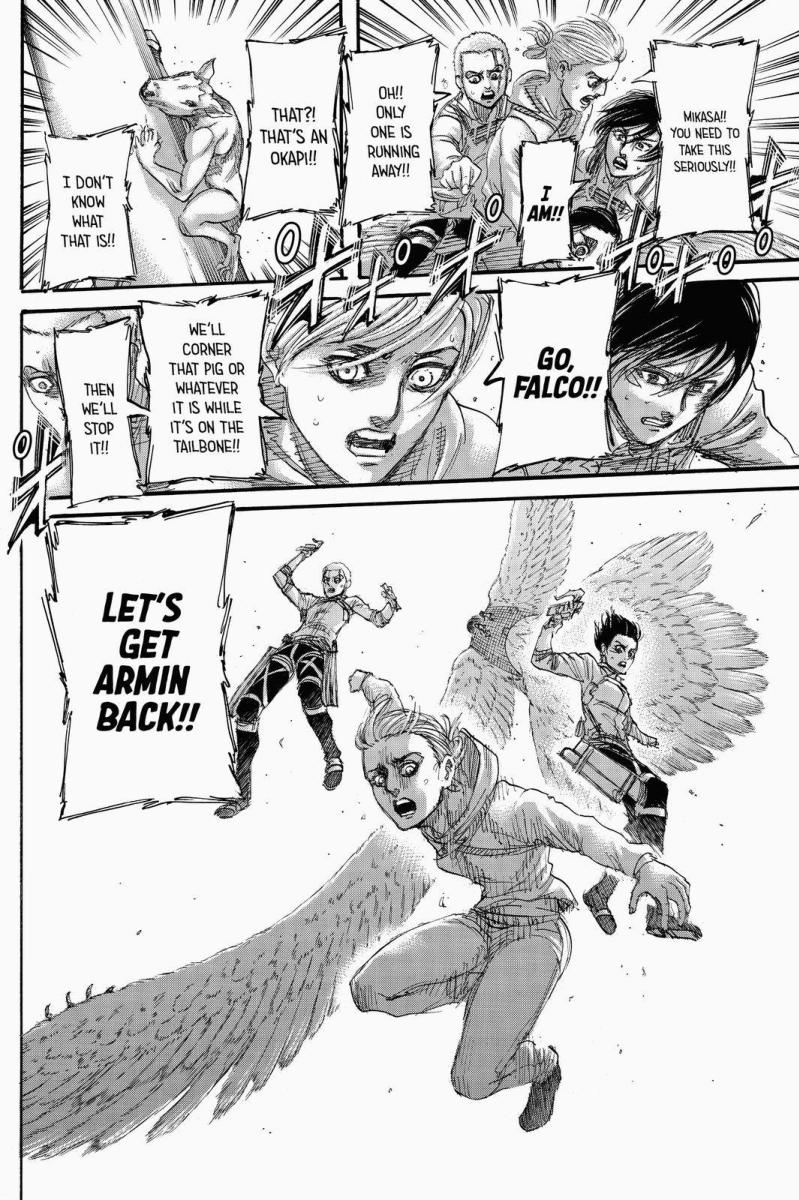 MIKASA!!
YOU NEED TO
TAKE THIS
SERIOUSLY!!
I
AM!!
OH!!
ONLY
ONE IS
RUNNING
AWAY!!
THAT?!
THAT'S AN
OKAPI!!
I DON'T
KNOW
WHAT
THAT IS!!
GO,
FALCO!!
WE'LL
CORNER
THAT PIG OR
WHATEVER
IT IS WHILE
IT'S ON THE
TAILBONE!!
THEN
WE'LL
STOP
IT!!
LET'S
GET
ARMIN
BACK!!